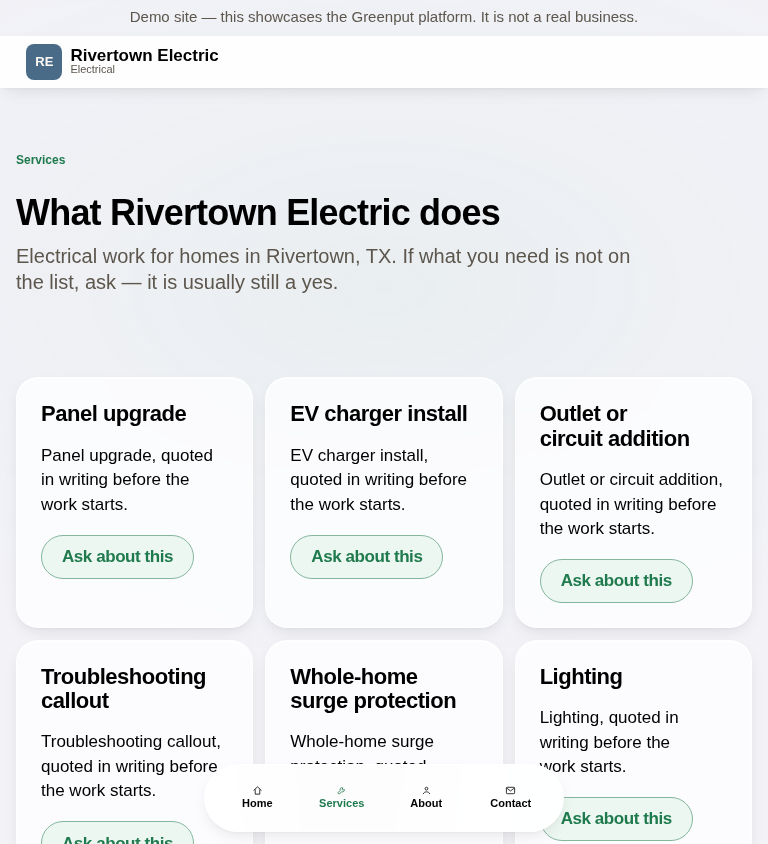 Demo site — this showcases the Greenput platform. It is not a real business.
RE
Rivertown Electric
Electrical
Services
What Rivertown Electric does
Electrical work for homes in Rivertown, TX. If what you need is not on
the list, ask — it is usually still a yes.
Panel upgrade
Panel upgrade, quoted
in writing before the
work starts.
Ask about this
EV charger install
EV charger install,
quoted in writing before
the work starts.
Ask about this
Outlet or
circuit addition
Outlet or circuit addition,
quoted in writing before
the work starts.
Ask about this
Troubleshooting
callout
Troubleshooting callout,
quoted in writing before
the work starts.
Ask about this
Whole-home
surge protection
Whole-home surge
protection, quoted
Lighting
Lighting, quoted in
writing before the
work starts.
Ask about this
Home
Services
About
Contact